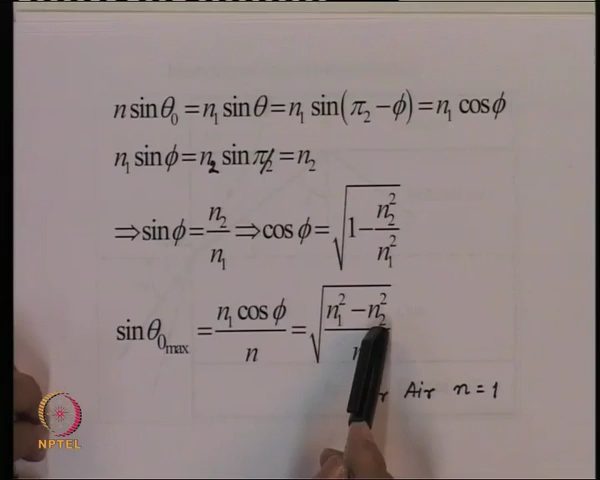 n sin θ₀ = n₁ sin θ = n₁ sin(π₂ − ϕ) = n₁ cos ϕ
n₁ sin ϕ = n₂ sin π/2 = n₂
⇒ sin ϕ = n₂/n₁ ⇒ cos ϕ = √(1 − n₂²/n₁²)
sin θ₀max = n₁ cos ϕ / n = √(n₁² − n₂²)/
Air n = 1
NPTEL